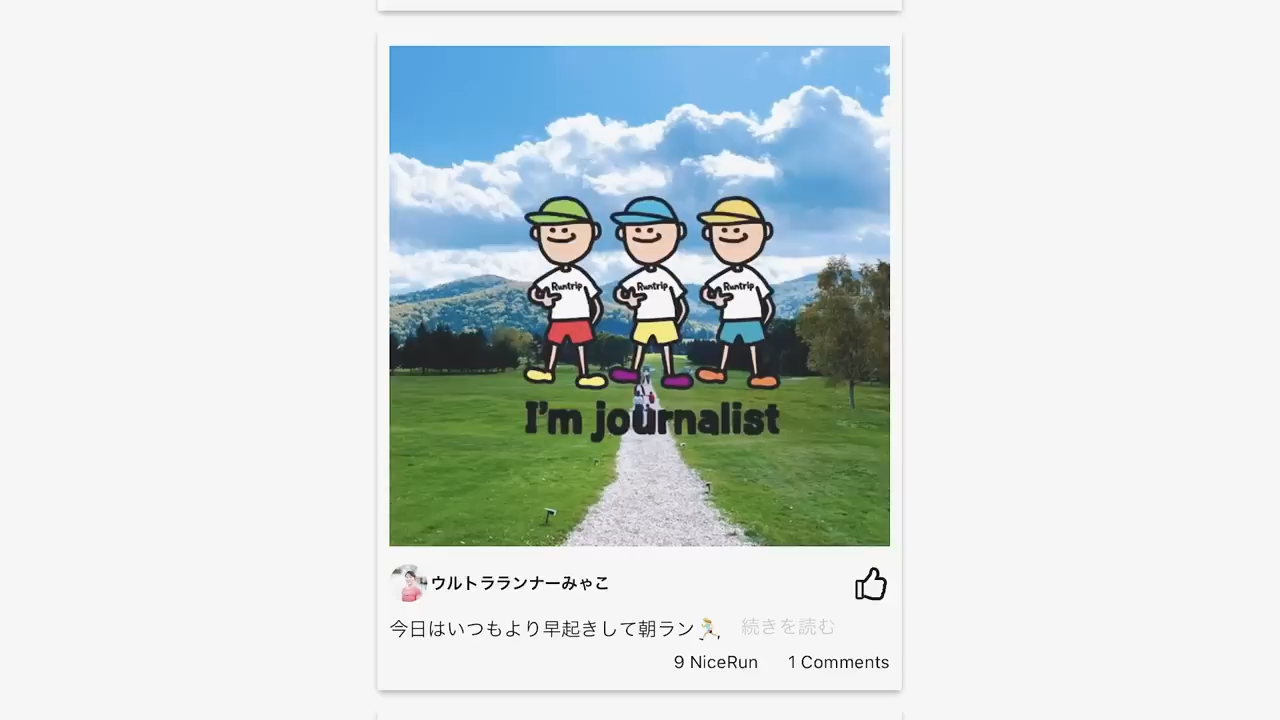 Runtrip Runtrip Runtrip
I'm journalist
ウルトラランナーみゃこ
今日はいつもより早起きして朝ラン🏃, 続きを読む
9 NiceRun 1 Comments